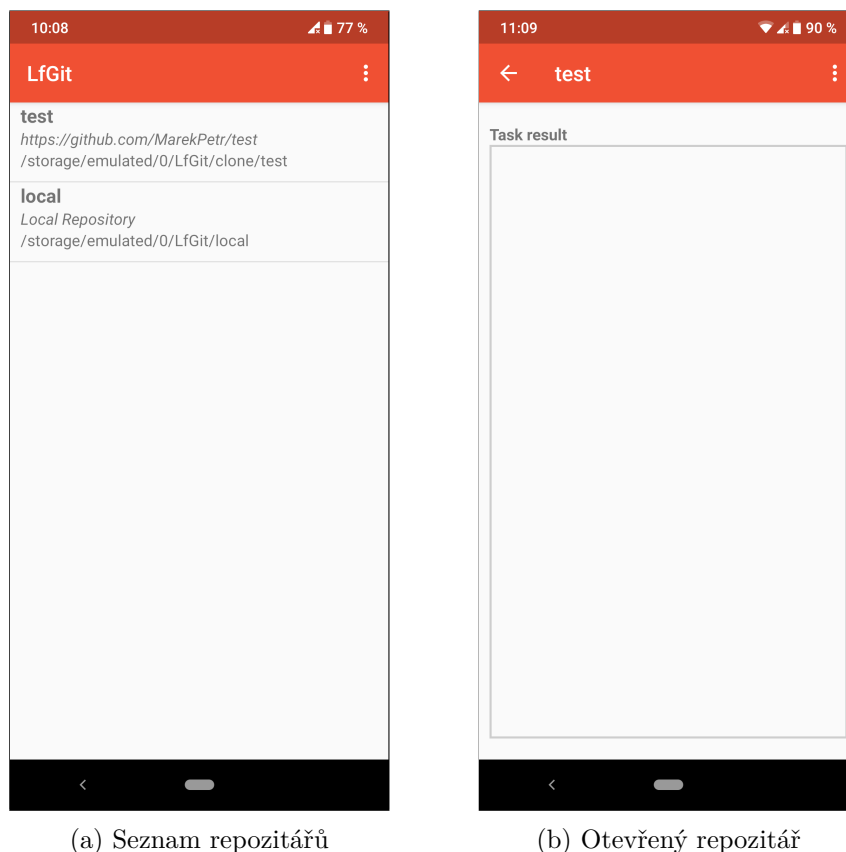 10:08
77 %
LfGit
test
https://github.com/MarekPetr/test
/storage/emulated/0/LfGit/clone/test
local
Local Repository
/storage/emulated/0/LfGit/local
(a) Seznam repozitářů
11:09
90 %
test
Task result
(b) Otevřený repozitář